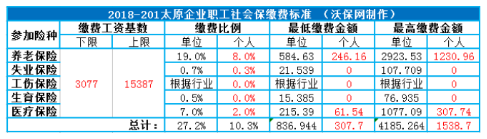 2018-201太原企业职工社会保缴费标准 （沃保网制作）
参加险种 缴费工资基数 缴费比例 最低缴费金额 最高缴费金额
下限 上限 单位 个人 单位 个人 单位 个人
养老保险 3077 15387 19.0% 8.0% 584.63 246.16 2923.53 1230.96
失业保险 0.7% 0.3% 21.539 0 107.709 0
工伤保险 根据行业 0 根据行业 0 根据行业 0
生育保险 0.5% 0.0% 15.385 0 76.935 0
医疗保险 7.0% 2.0% 215.39 61.54 1077.09 307.74
总计： 27.2% 10.3% 836.944 307.7 4185.264 1538.7